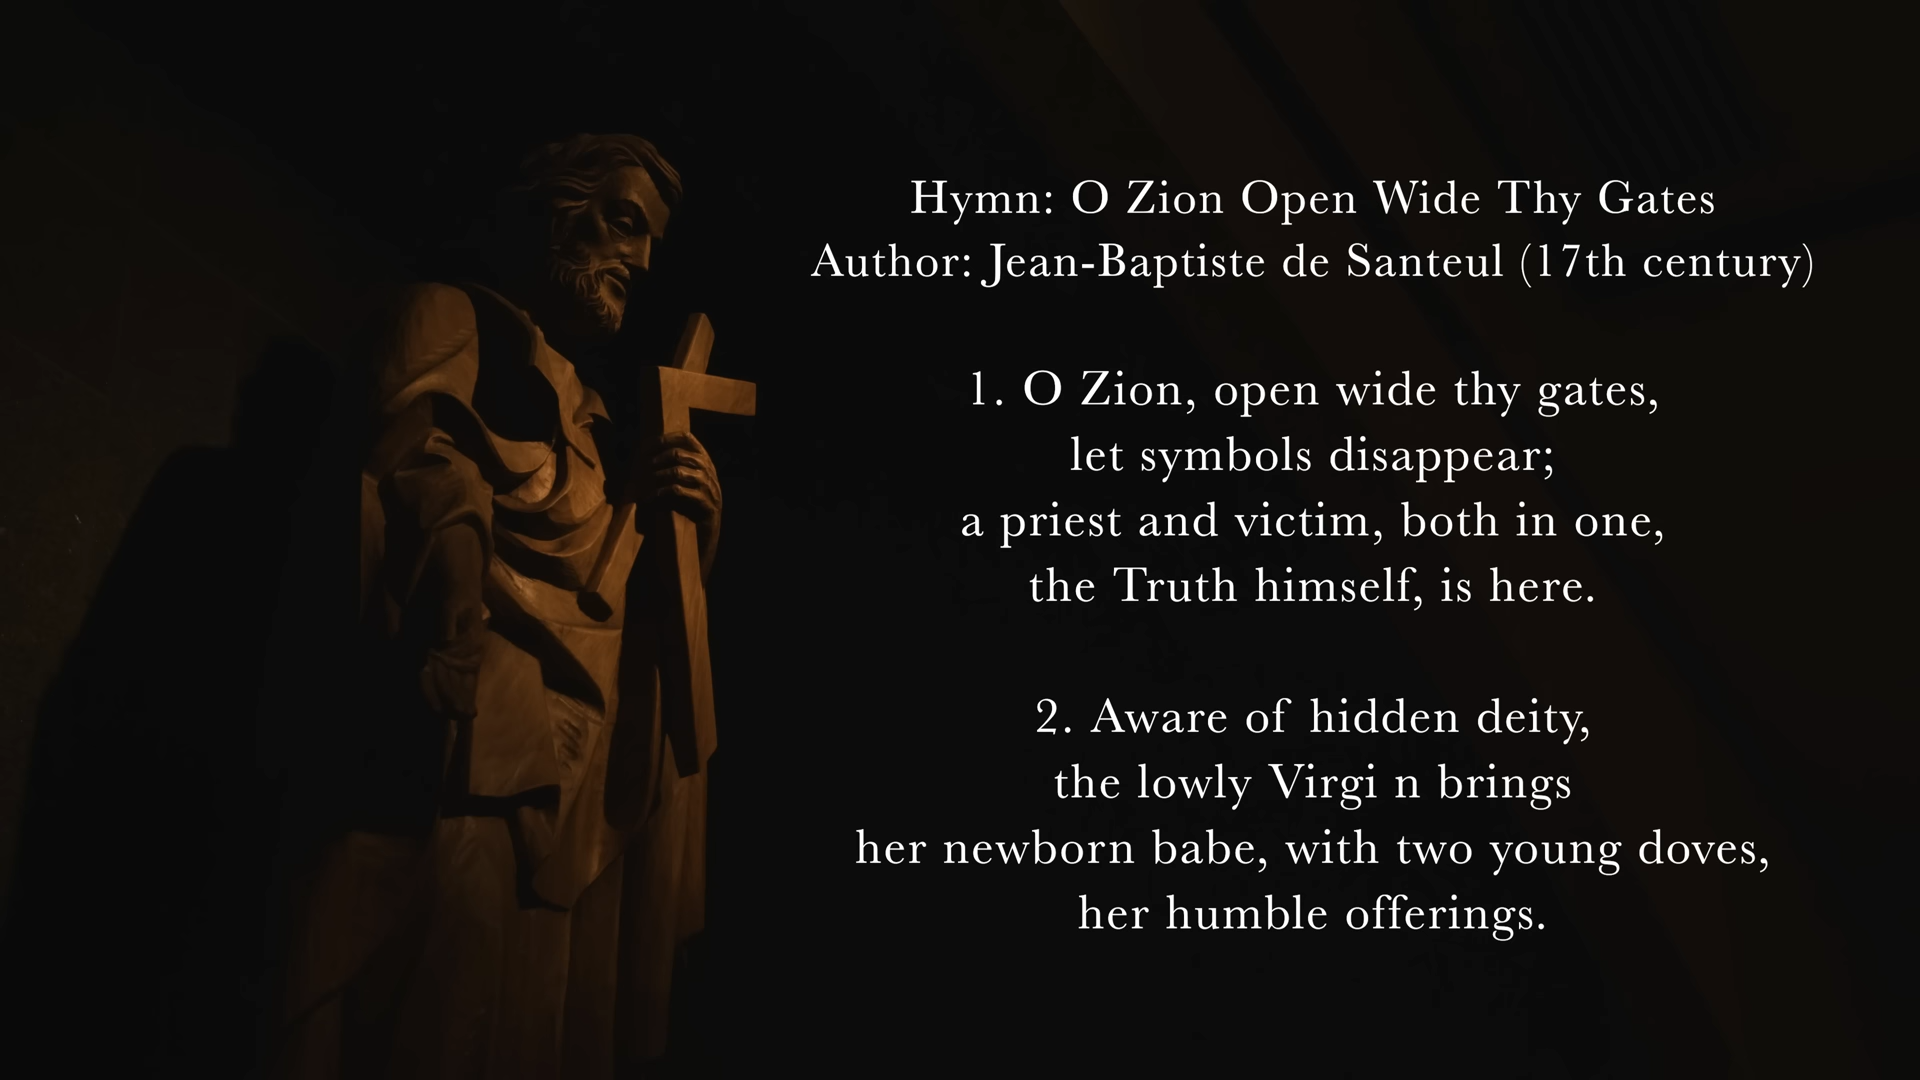 Hymn: O Zion Open Wide Thy Gates
Author: Jean-Baptiste de Santeul (17th century)
1. O Zion, open wide thy gates,
let symbols disappear;
a priest and victim, both in one,
the Truth himself, is here.
2. Aware of hidden deity,
the lowly Virgi n brings
her newborn babe, with two young doves,
her humble offerings.